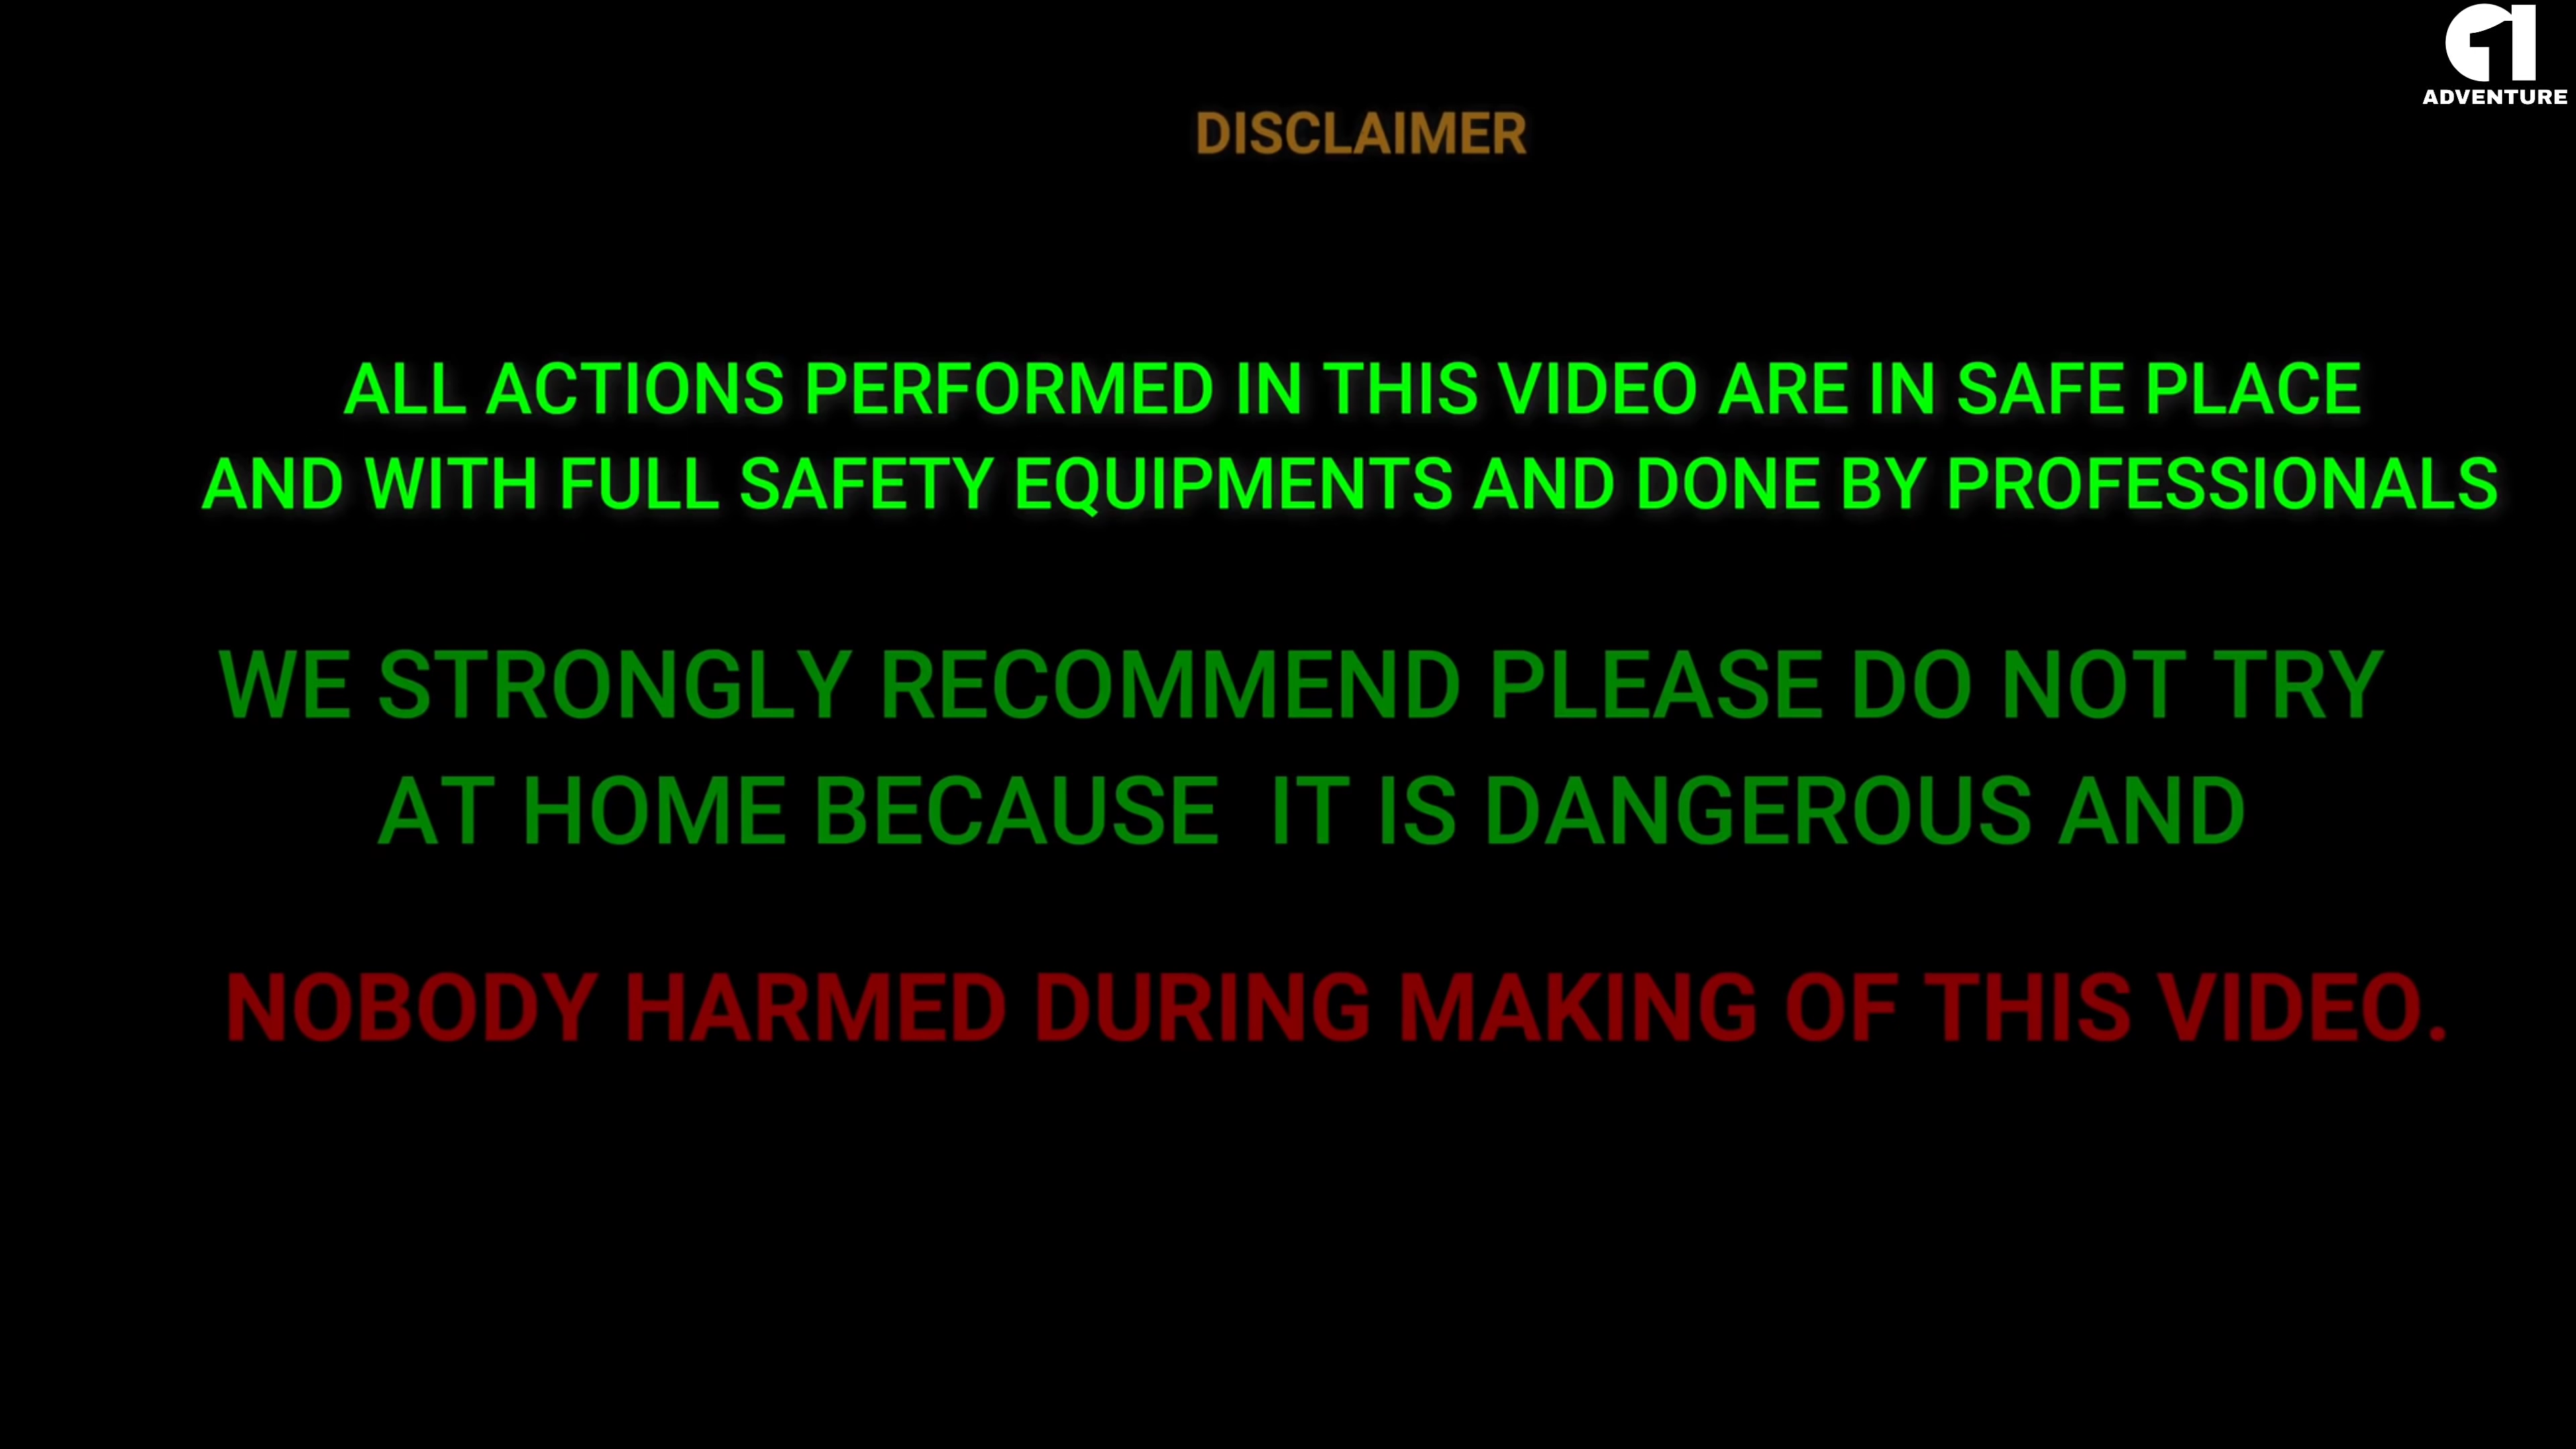 ADVENTURE
DISCLAIMER
ALL ACTIONS PERFORMED IN THIS VIDEO ARE IN SAFE PLACE
AND WITH FULL SAFETY EQUIPMENTS AND DONE BY PROFESSIONALS
WE STRONGLY RECOMMEND PLEASE DO NOT TRY
AT HOME BECAUSE  IT IS DANGEROUS AND
NOBODY HARMED DURING MAKING OF THIS VIDEO.